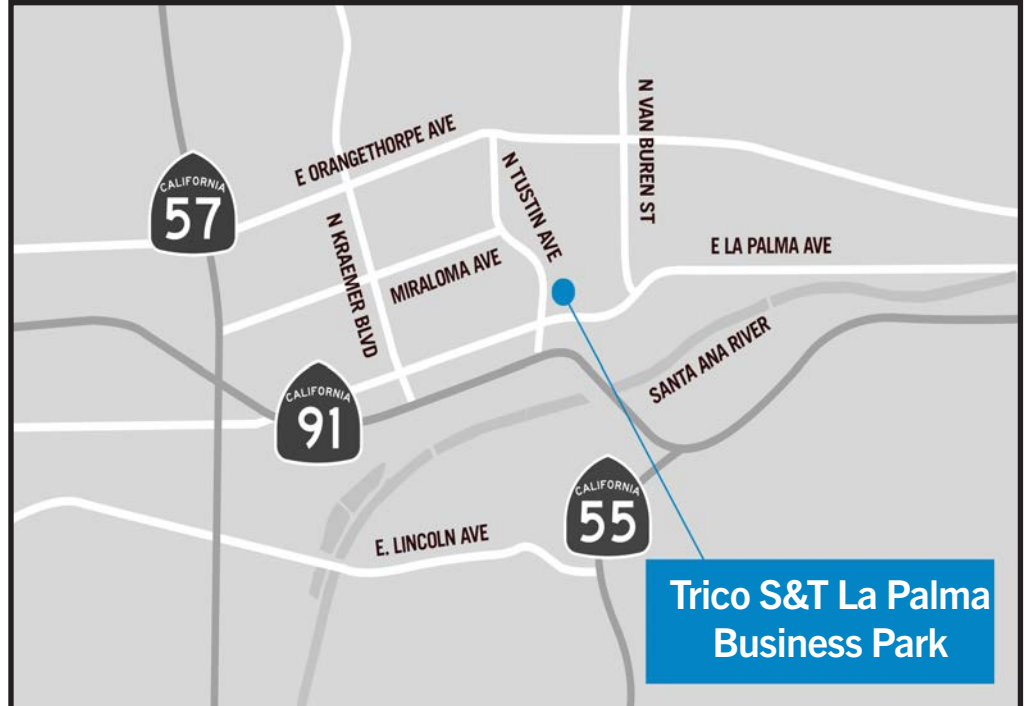 N VAN BUREN ST
E ORANGETHORPE AVE
N TUSTIN AVE
CALIFORNIA
57
N KRAEMER BLVD
MIRALOMA AVE
E LA PALMA AVE
SANTA ANA RIVER
CALIFORNIA
91
CALIFORNIA
55
E. LINCOLN AVE
Trico S&T La Palma
Business Park